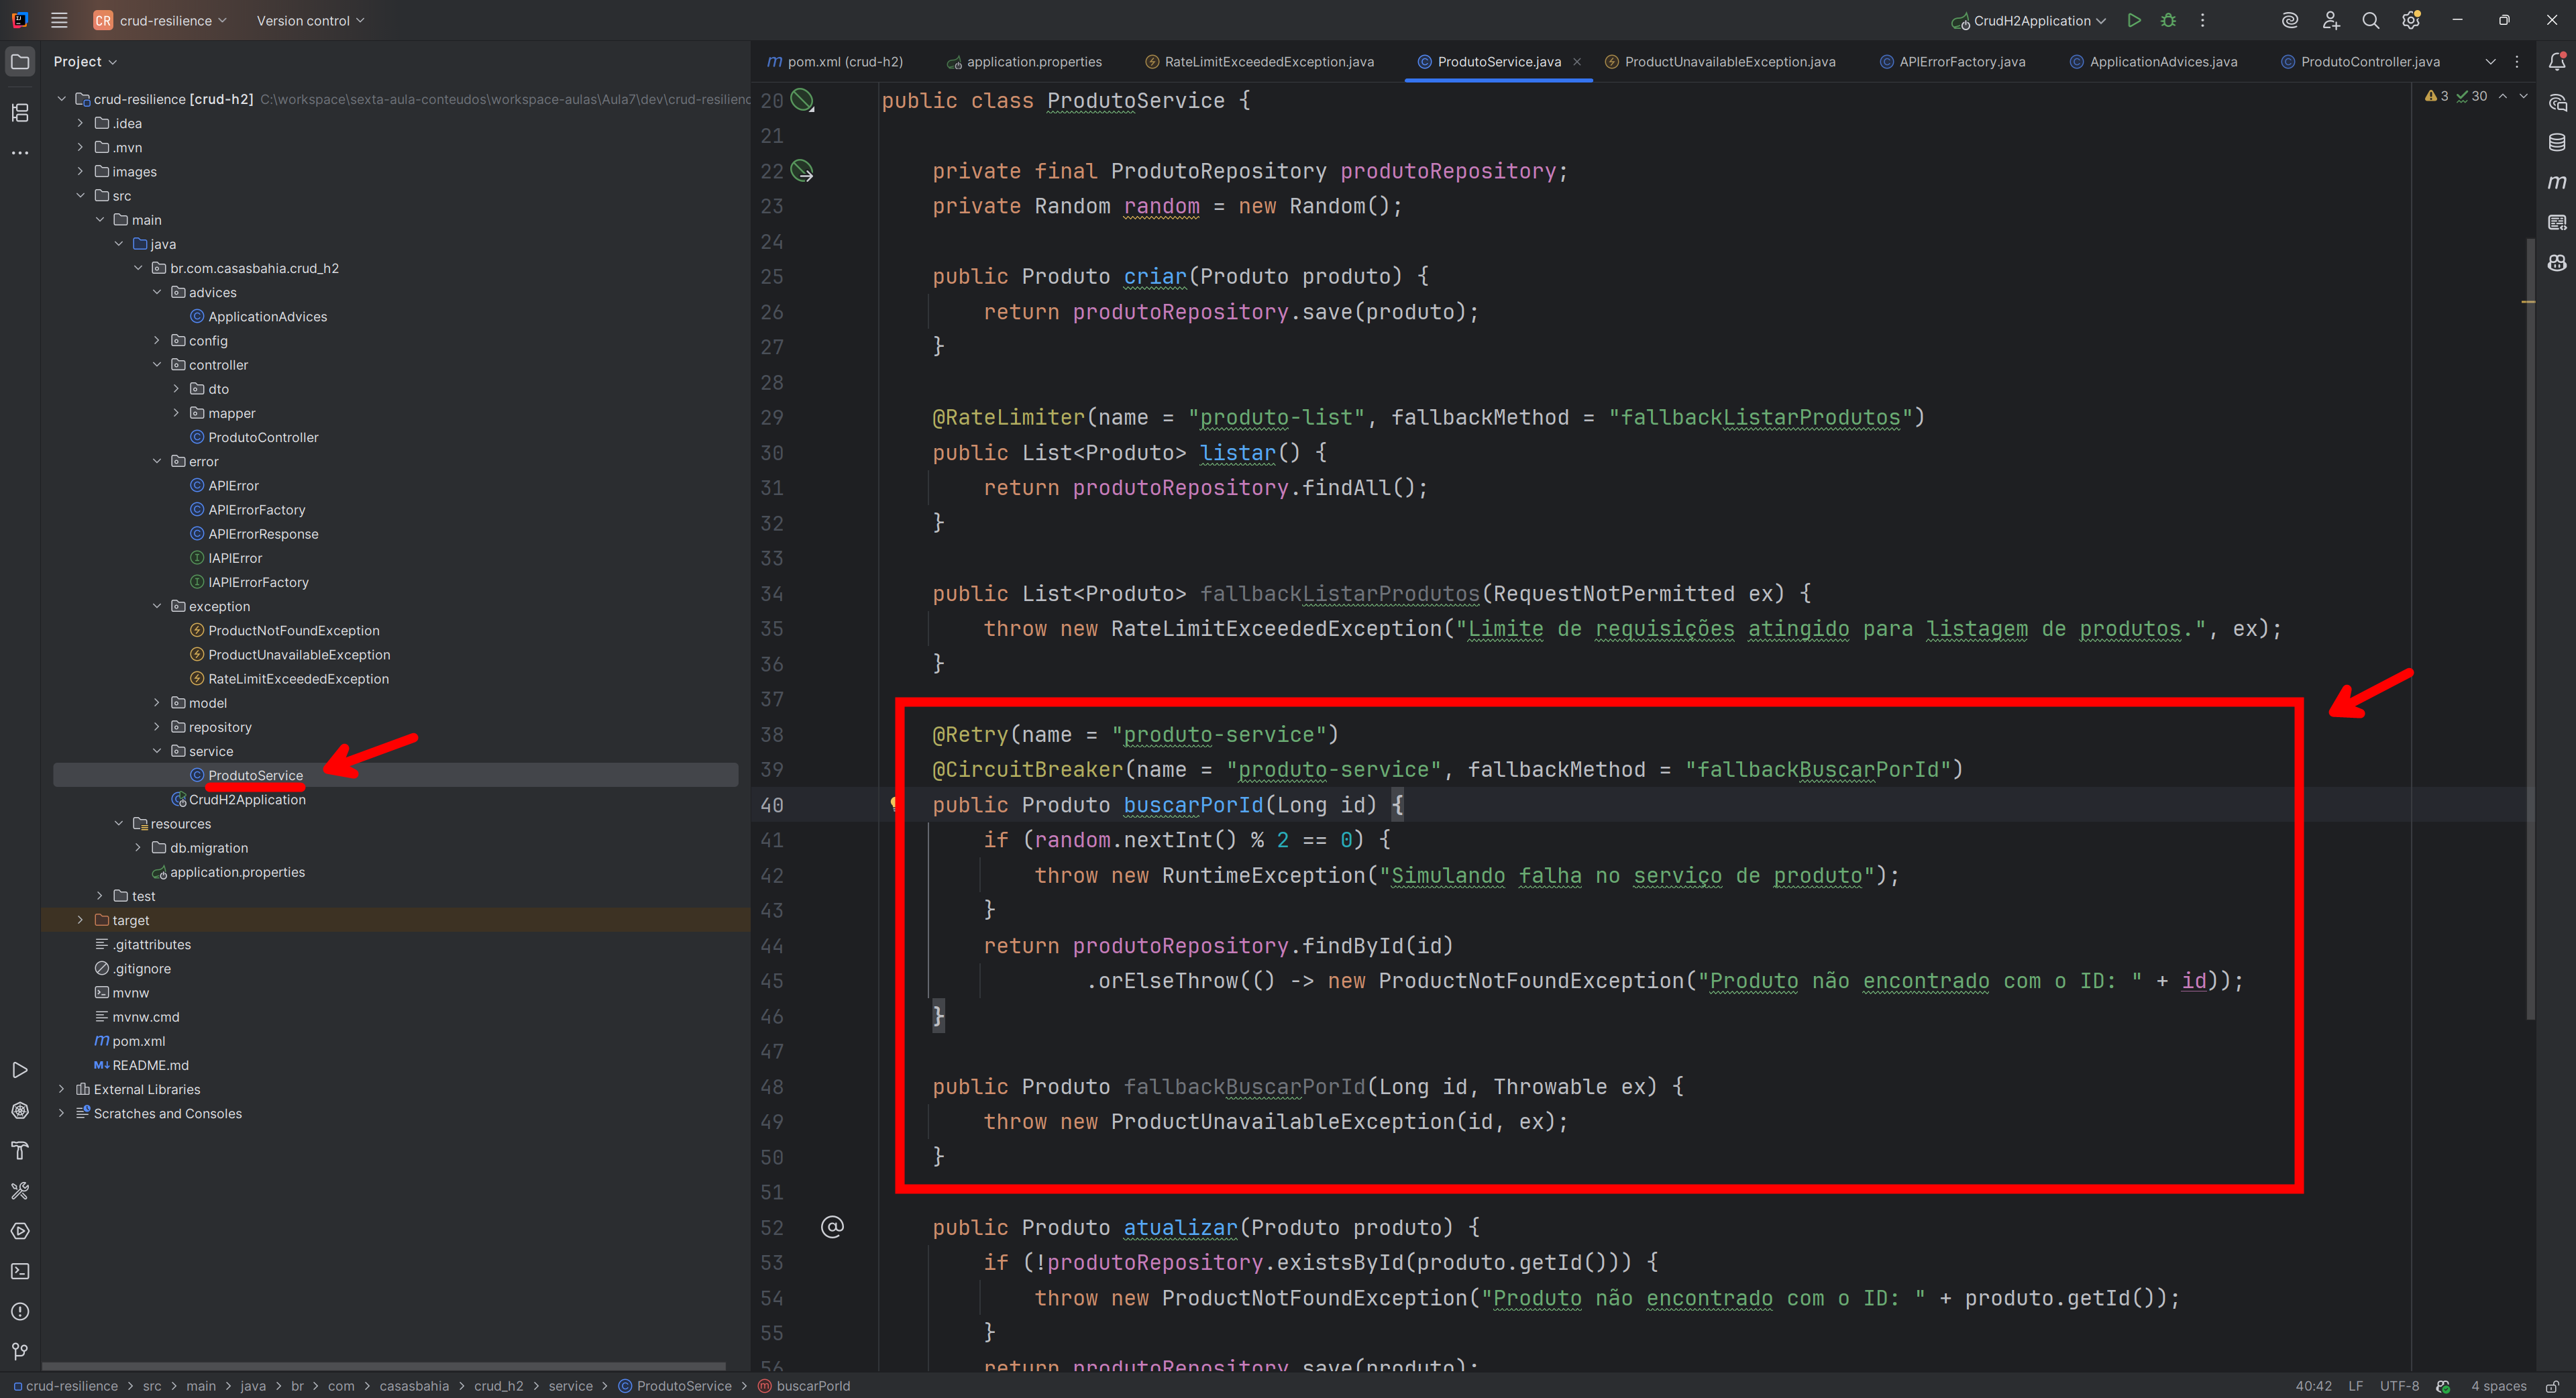 CR crud-resilience Version control CrudH2Application
Project
pom.xml (crud-h2) application.properties RateLimitExceededException.java ProdutoService.java ProductUnavailableException.java APIErrorFactory.java ApplicationAdvices.java ProdutoController.java
crud-resilience [crud-h2] C:\workspace\sexta-aula-conteudos\workspace-aulas\Aula7\dev\crud-resilienc
.idea
.mvn
images
src
main
java
br.com.casasbahia.crud_h2
advices
ApplicationAdvices
config
controller
dto
mapper
ProdutoController
error
APIError
APIErrorFactory
APIErrorResponse
IAPIError
IAPIErrorFactory
exception
ProductNotFoundException
ProductUnavailableException
RateLimitExceededException
model
repository
service
ProdutoService
CrudH2Application
resources
db.migration
application.properties
test
target
.gitattributes
.gitignore
mvnw
mvnw.cmd
pom.xml
README.md
External Libraries
Scratches and Consoles
3 30
20 public class ProdutoService {
21
22 private final ProdutoRepository produtoRepository;
23 private Random random = new Random();
24
25 public Produto criar(Produto produto) {
26 return produtoRepository.save(produto);
27 }
28
29 @RateLimiter(name = "produto-list", fallbackMethod = "fallbackListarProdutos")
30 public List<Produto> listar() {
31 return produtoRepository.findAll();
32 }
33
34 public List<Produto> fallbackListarProdutos(RequestNotPermitted ex) {
35 throw new RateLimitExceededException("Limite de requisições atingido para listagem de produtos.", ex);
36 }
37
38 @Retry(name = "produto-service")
39 @CircuitBreaker(name = "produto-service", fallbackMethod = "fallbackBuscarPorId")
40 public Produto buscarPorId(Long id) {
41 if (random.nextInt() % 2 == 0) {
42 throw new RuntimeException("Simulando falha no serviço de produto");
43 }
44 return produtoRepository.findById(id)
45 .orElseThrow(() -> new ProductNotFoundException("Produto não encontrado com o ID: " + id));
46 }
47
48 public Produto fallbackBuscarPorId(Long id, Throwable ex) {
49 throw new ProductUnavailableException(id, ex);
50 }
51
52 public Produto atualizar(Produto produto) {
53 if (!produtoRepository.existsById(produto.getId())) {
54 throw new ProductNotFoundException("Produto não encontrado com o ID: " + produto.getId());
55 }
56 return produtoRepository.save(produto);
crud-resilience > src > main > java > br > com > casasbahia > crud_h2 > service > ProdutoService > buscarPorId 40:42 LF UTF-8 4 spaces